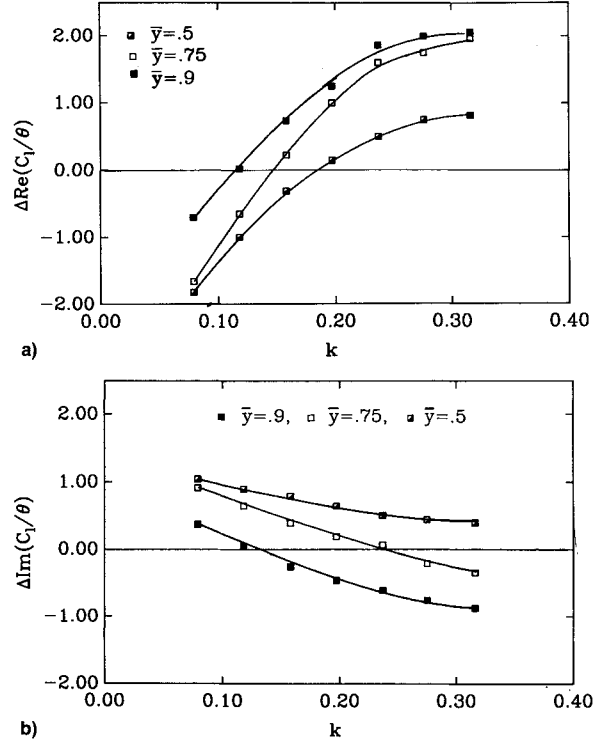 2.00
1.00
0.00
−1.00
−2.00
ΔRe(C_l/θ)
ȳ=.5
ȳ=.75
ȳ=.9
0.00 0.10 0.20 0.30 0.40
k
a)
2.00
1.00
0.00
−1.00
−2.00
ΔIm(C_l/θ)
ȳ=.9, ȳ=.75, ȳ=.5
0.00 0.10 0.20 0.30 0.40
k
b)